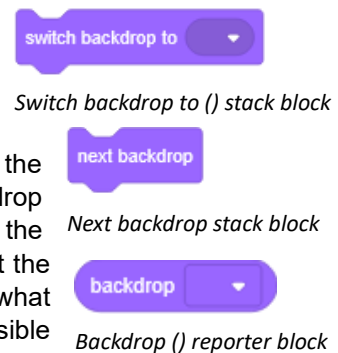 switch backdrop to
Switch backdrop to () stack block
the
next backdrop
the
Next backdrop stack block
t the
what
backdrop
sible
Backdrop () reporter block